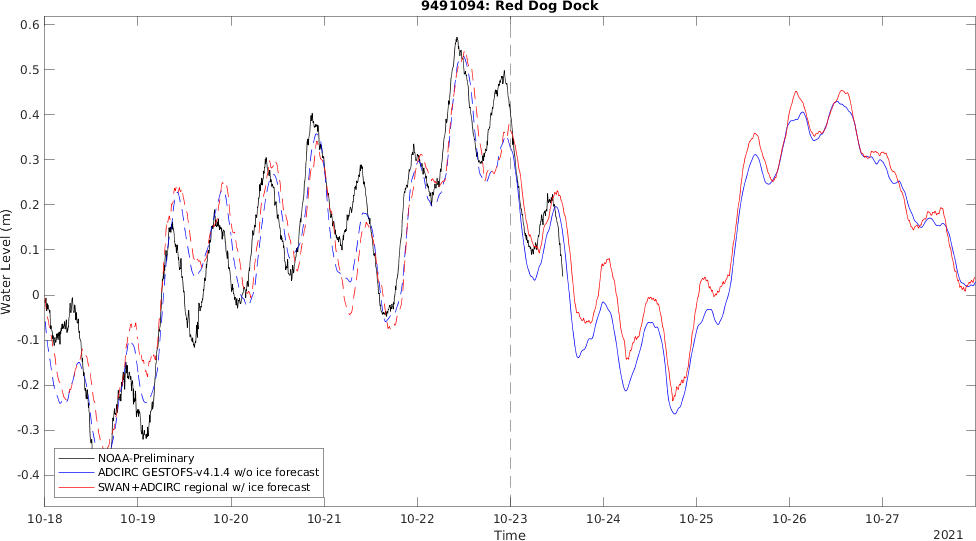 9491094: Red Dog Dock
0.6
0.5
0.4
0.3
0.2
0.1
0
-0.1
-0.2
-0.3
-0.4
Water Level (m)
NOAA-Preliminary
ADCIRC GESTOFS-v4.1.4 w/o ice forecast
SWAN+ADCIRC regional w/ ice forecast
10-18 10-19 10-20 10-21 10-22 10-23 10-24 10-25 10-26 10-27
Time
2021